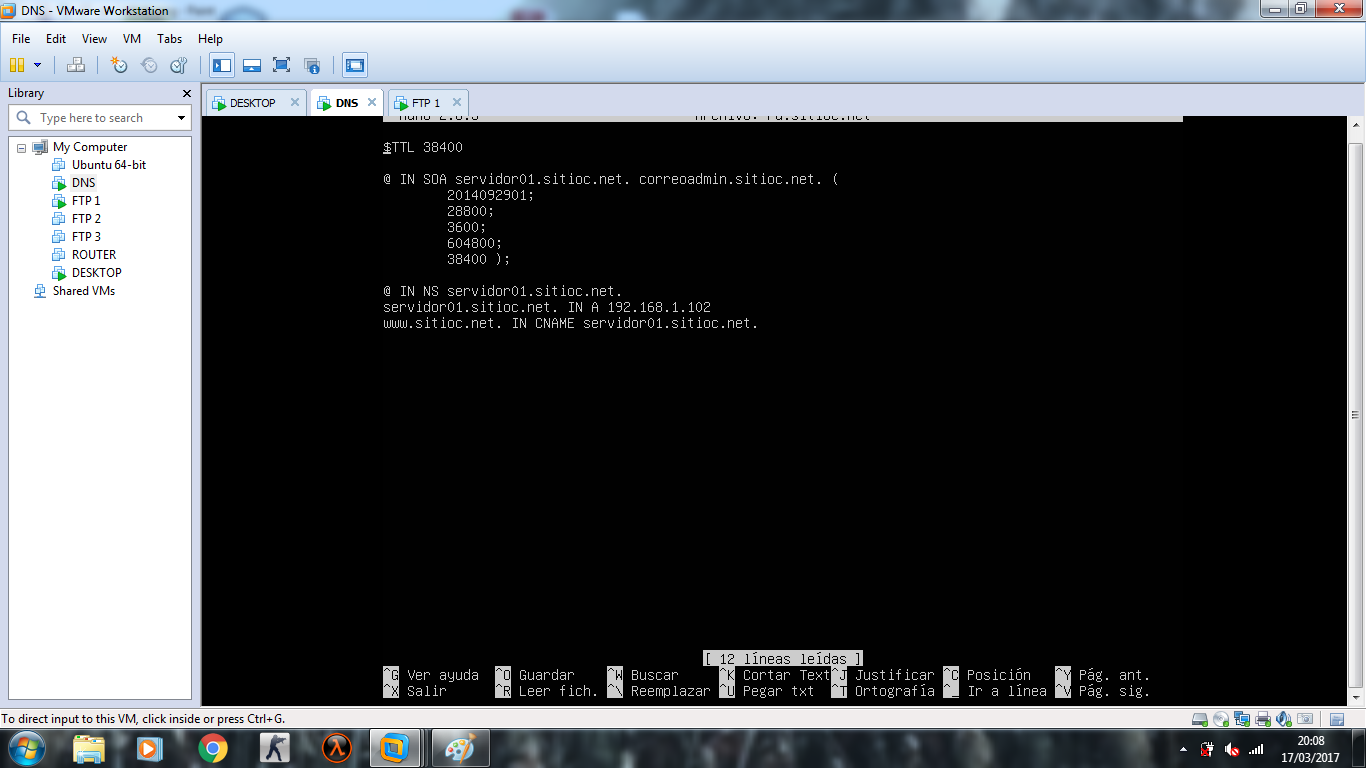 DNS - VMware Workstation
File Edit View VM Tabs Help
Library
Type here to search
My Computer
Ubuntu 64-bit
DNS
FTP 1
FTP 2
FTP 3
ROUTER
DESKTOP
Shared VMs
DESKTOP DNS FTP 1
$TTL 38400
@ IN SOA servidor01.sitioc.net. correoadmin.sitioc.net. (
2014092901;
28800;
3600;
604800;
38400 );
@ IN NS servidor01.sitioc.net.
servidor01.sitioc.net. IN A 192.168.1.102
www.sitioc.net. IN CNAME servidor01.sitioc.net.
[ 12 líneas leídas ]
^G Ver ayuda ^O Guardar ^W Buscar ^K Cortar Text ^J Justificar ^C Posición ^Y Pág. ant.
^X Salir ^R Leer fich. ^\ Reemplazar ^U Pegar txt ^T Ortografía ^_ Ir a línea ^V Pág. sig.
To direct input to this VM, click inside or press Ctrl+G.
20:08
17/03/2017